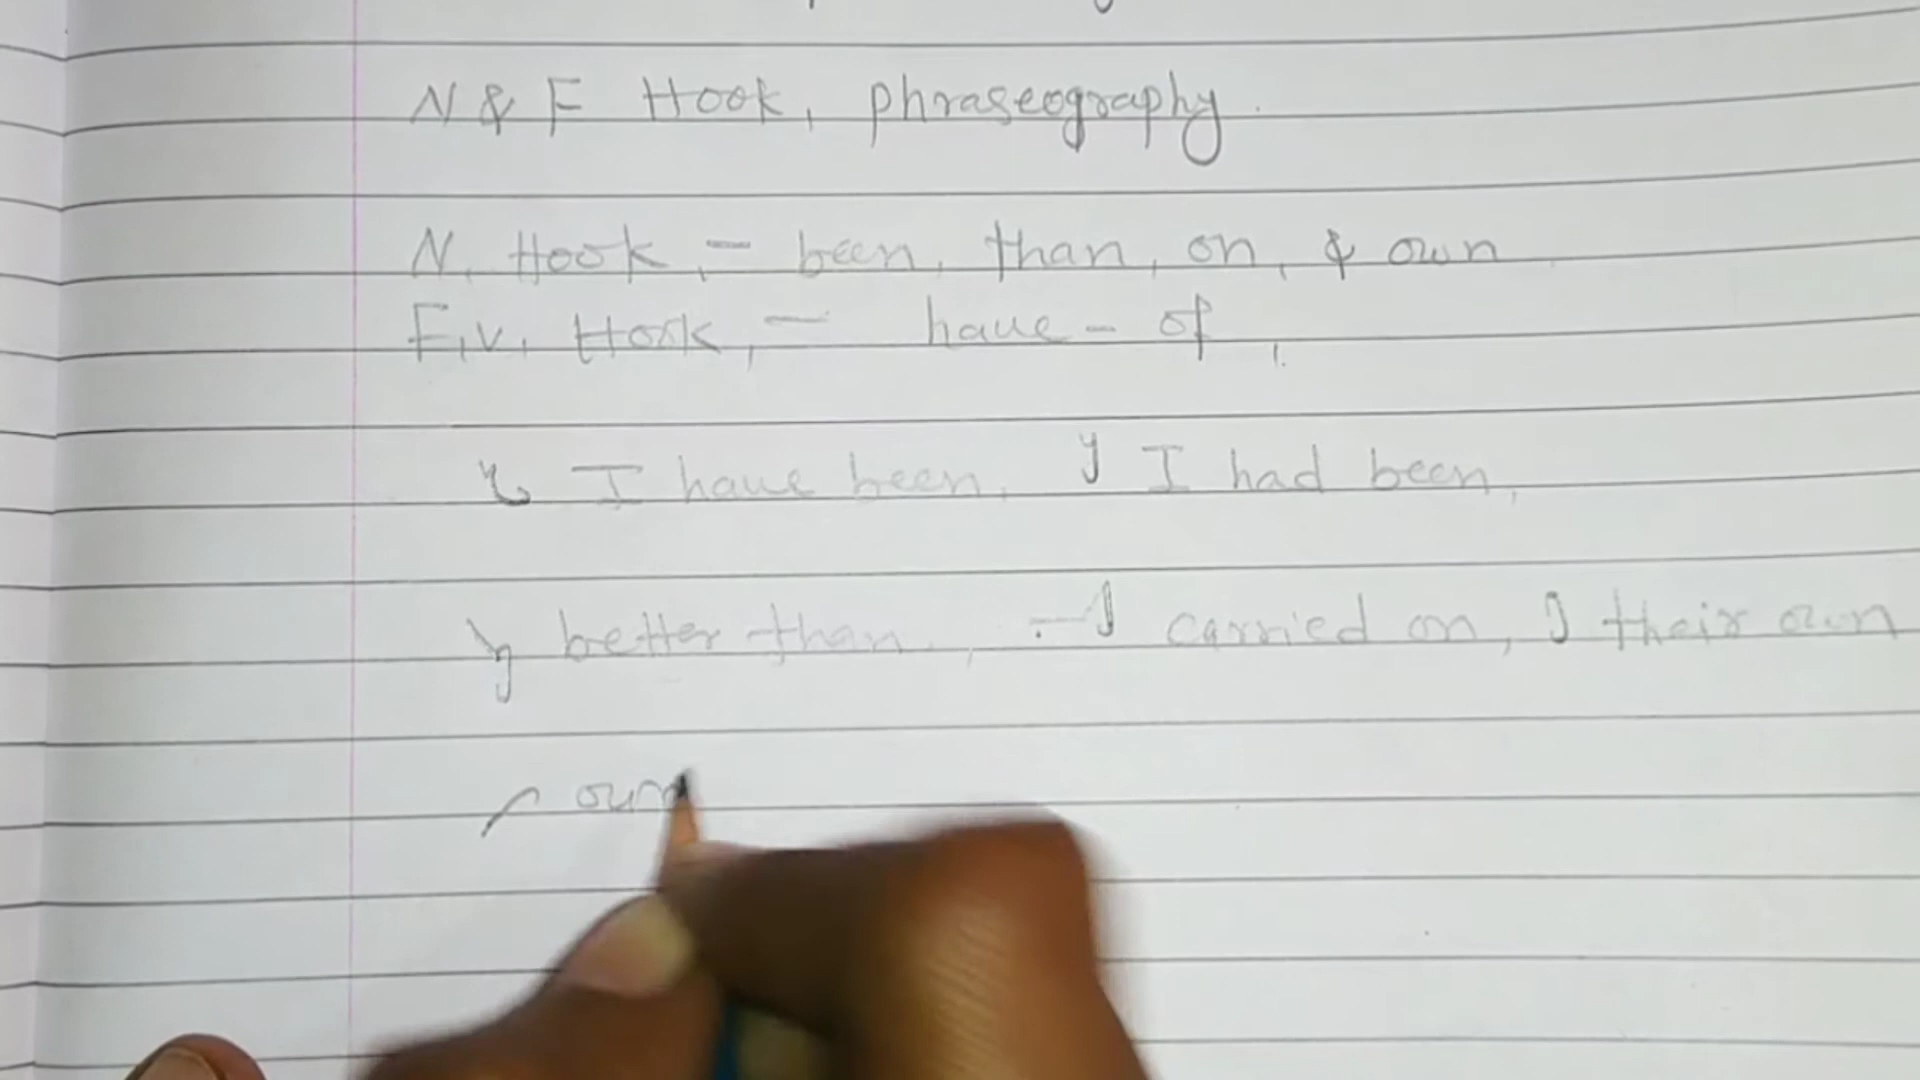 N & F Hook, phraseography.
N. Hook, - been, than, on, & own
F.V. Hook, - have - of,
I have been, I had been,
better than, carried on, their own
our